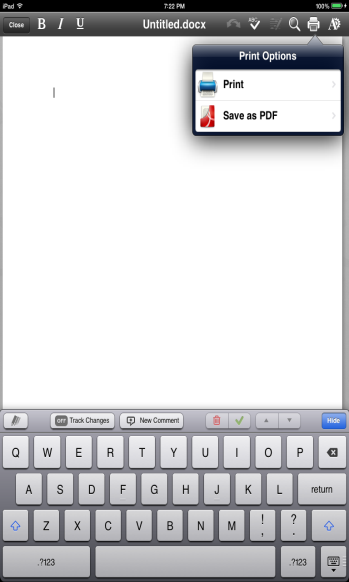 iPad 7:22 PM 100%
Close B I U Untitled.docx ABC
Print Options
Print
Save as PDF
OFF Track Changes New Comment Hide
Q W E R T Y U I O P
A S D F G H J K L return
Z X C V B N M ! , ? .
.?123 .?123